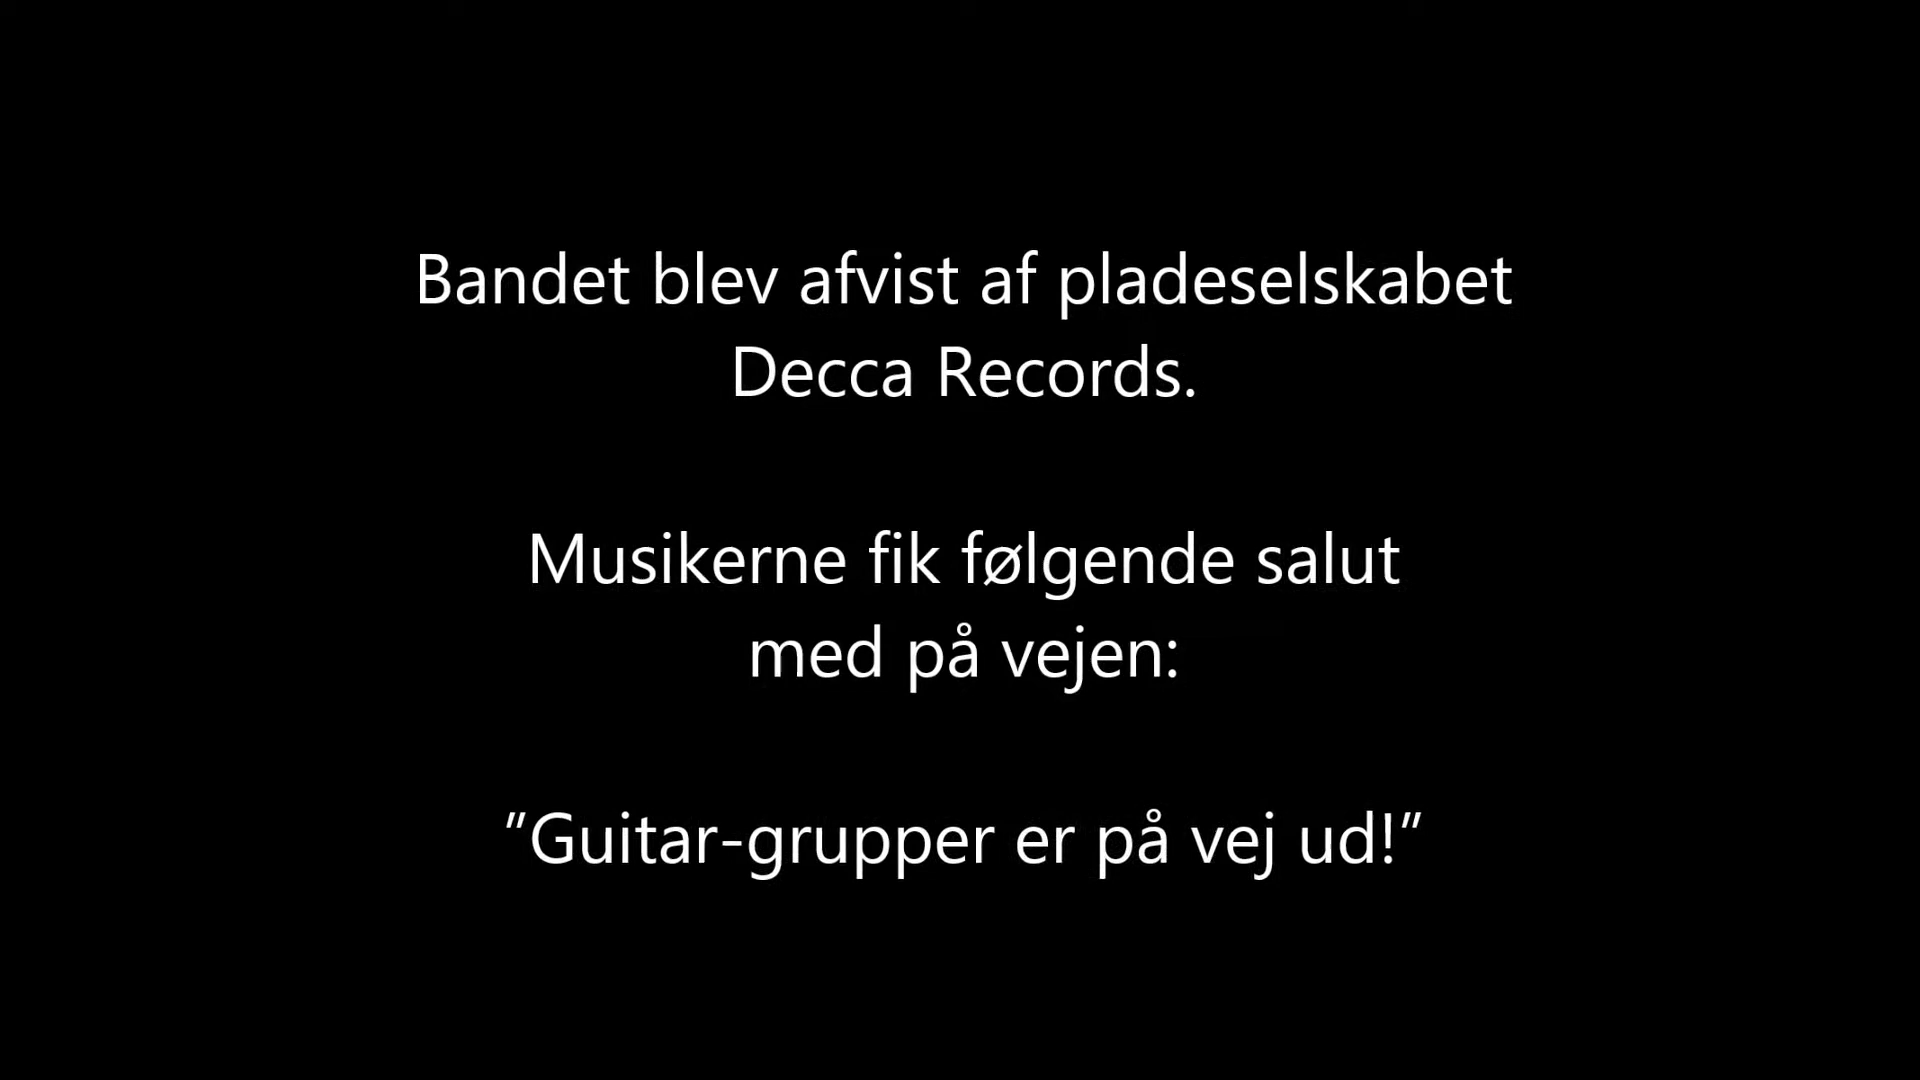 Bandet blev afvist af pladeselskabet
Decca Records.
Musikerne fik følgende salut
med på vejen:
”Guitar-grupper er på vej ud!”